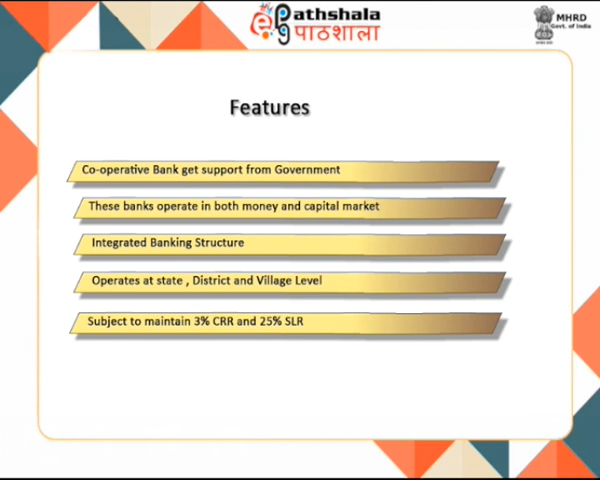 ePG Pathshala
पाठशाला
MHRD
Govt. of India
Features
Co-operative Bank get support from Government
These banks operate in both money and capital market
Integrated Banking Structure
Operates at state , District and Village Level
Subject to maintain 3% CRR and 25% SLR